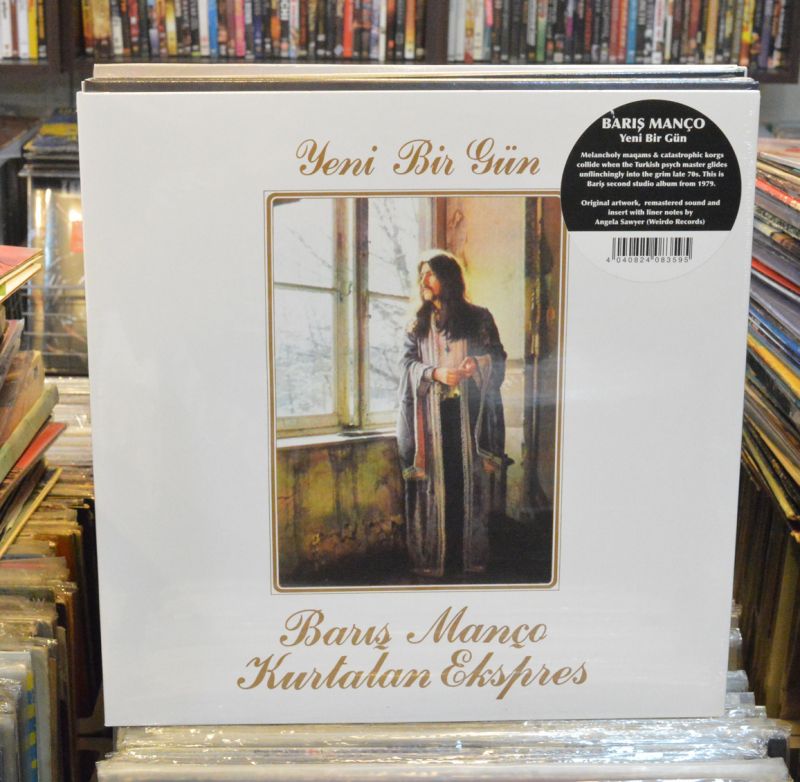 Yeni Bir Gün
BARIŞ MANÇO
Yeni Bir Gün
Melancholy maqams & catastrophic korgs
collide when the Turkish psych master glides
unflinchingly into the grim late 70s. This is
Bariş second studio album from 1979.
Original artwork, remastered sound and
insert with liner notes by
Angela Sawyer (Weirdo Records)
4 040824 083595
Barış Manço
Kurtalan Ekspres